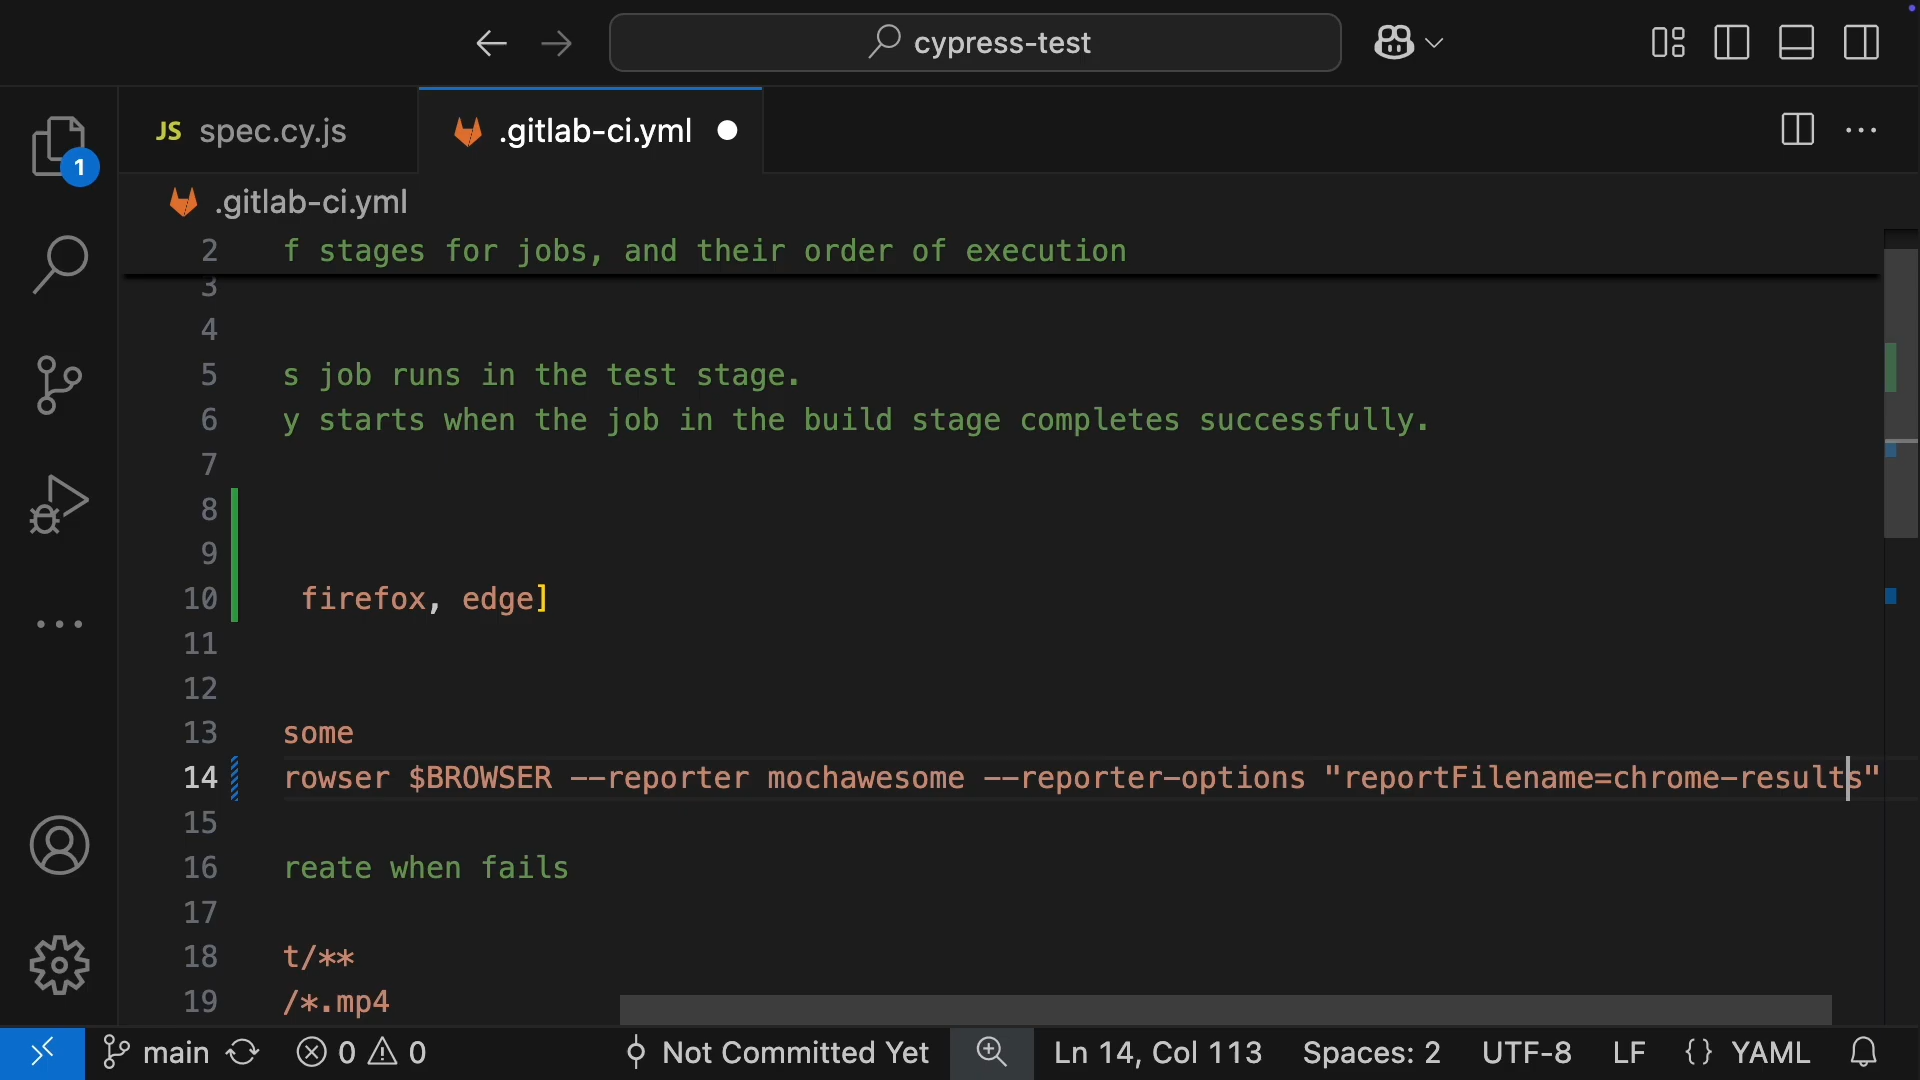 cypress-test
JS spec.cy.js
.gitlab-ci.yml
1
.gitlab-ci.yml
2 f stages for jobs, and their order of execution
3
4
5 s job runs in the test stage.
6 y starts when the job in the build stage completes successfully.
7
8
9
10 firefox, edge]
11
12
13 some
14 rowser $BROWSER --reporter mochawesome --reporter-options "reportFilename=chrome-results"
15
16 reate when fails
17
18 t/**
19 /*.mp4
main 0 0 Not Committed Yet Ln 14, Col 113 Spaces: 2 UTF-8 LF {} YAML